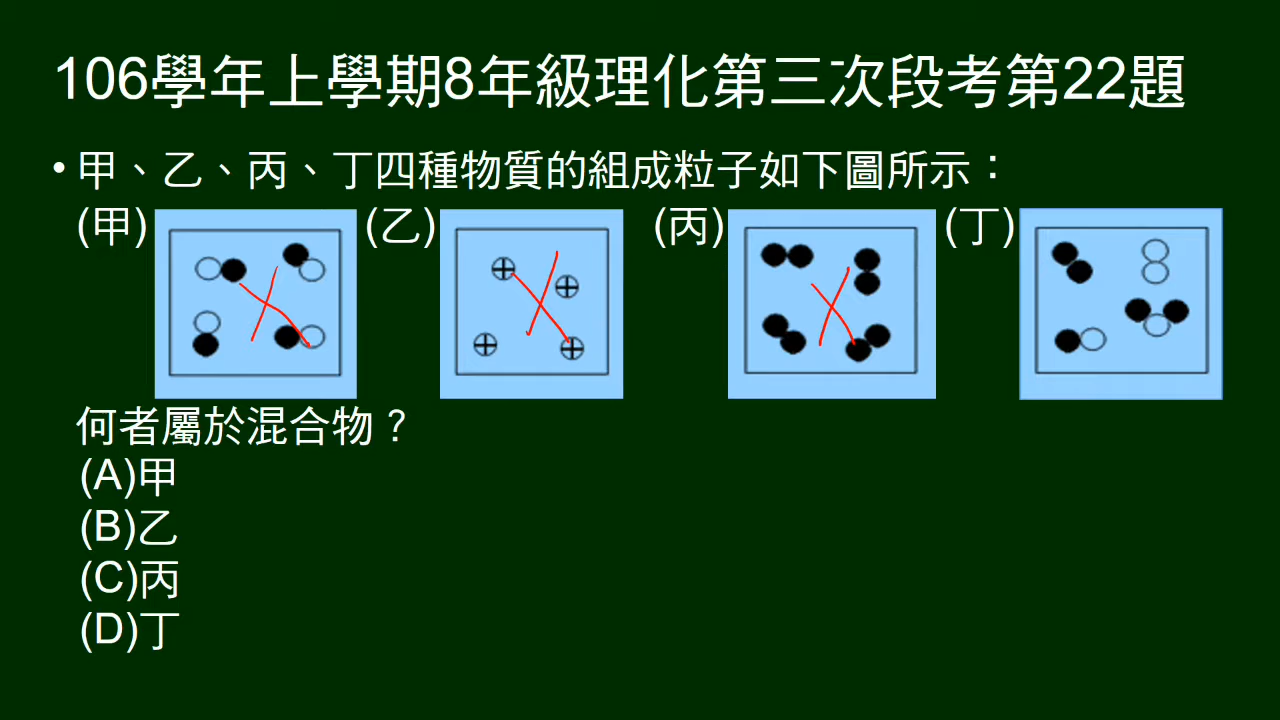 106學年上學期8年級理化第三次段考第22題
•甲、乙、丙、丁四種物質的組成粒子如下圖所示：
(甲) (乙) (丙) (丁)
何者屬於混合物？
(A)甲
(B)乙
(C)丙
(D)丁